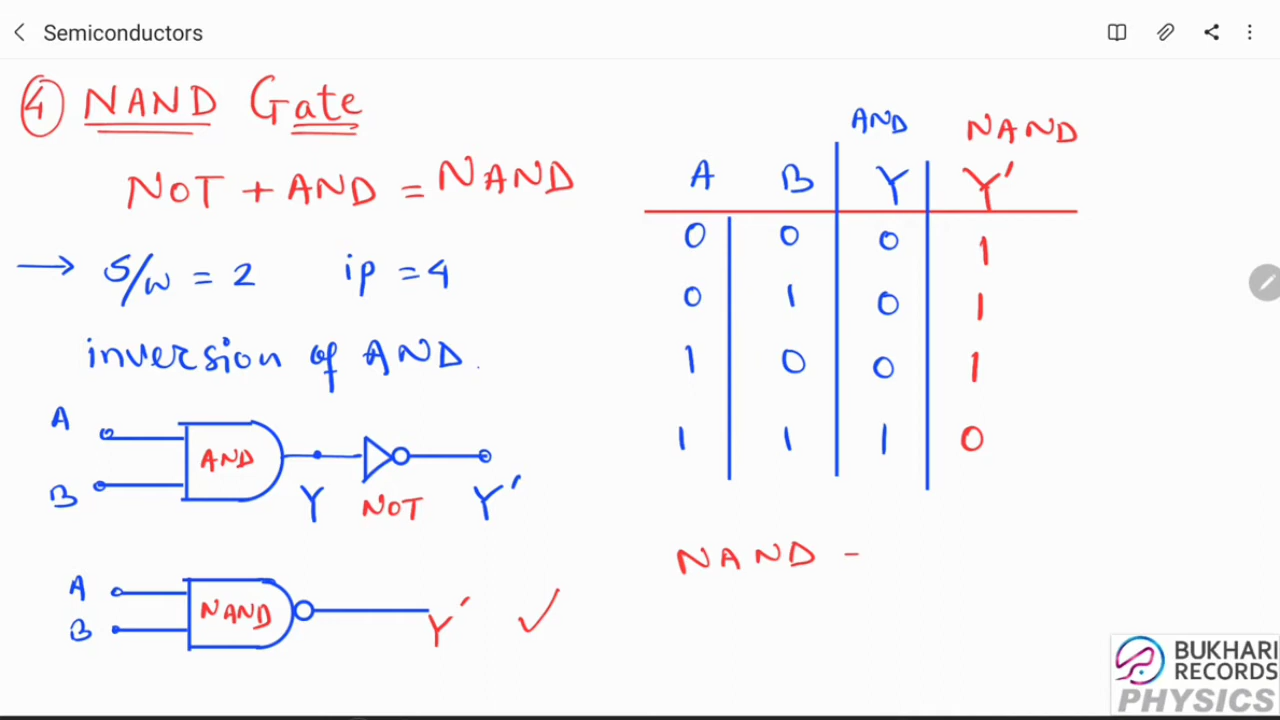 Semiconductors
4 NAND Gate
NOT + AND = NAND
→ S/W = 2 ip = 4
inversion of AND.
A
B
AND
Y
NOT
Y'
A
B
NAND
Y' ✓
AND NAND
A B Y Y'
0 0 0 1
0 1 0 1
1 0 0 1
1 1 1 0
NAND -
BUKHARI
RECORDS
PHYSICS